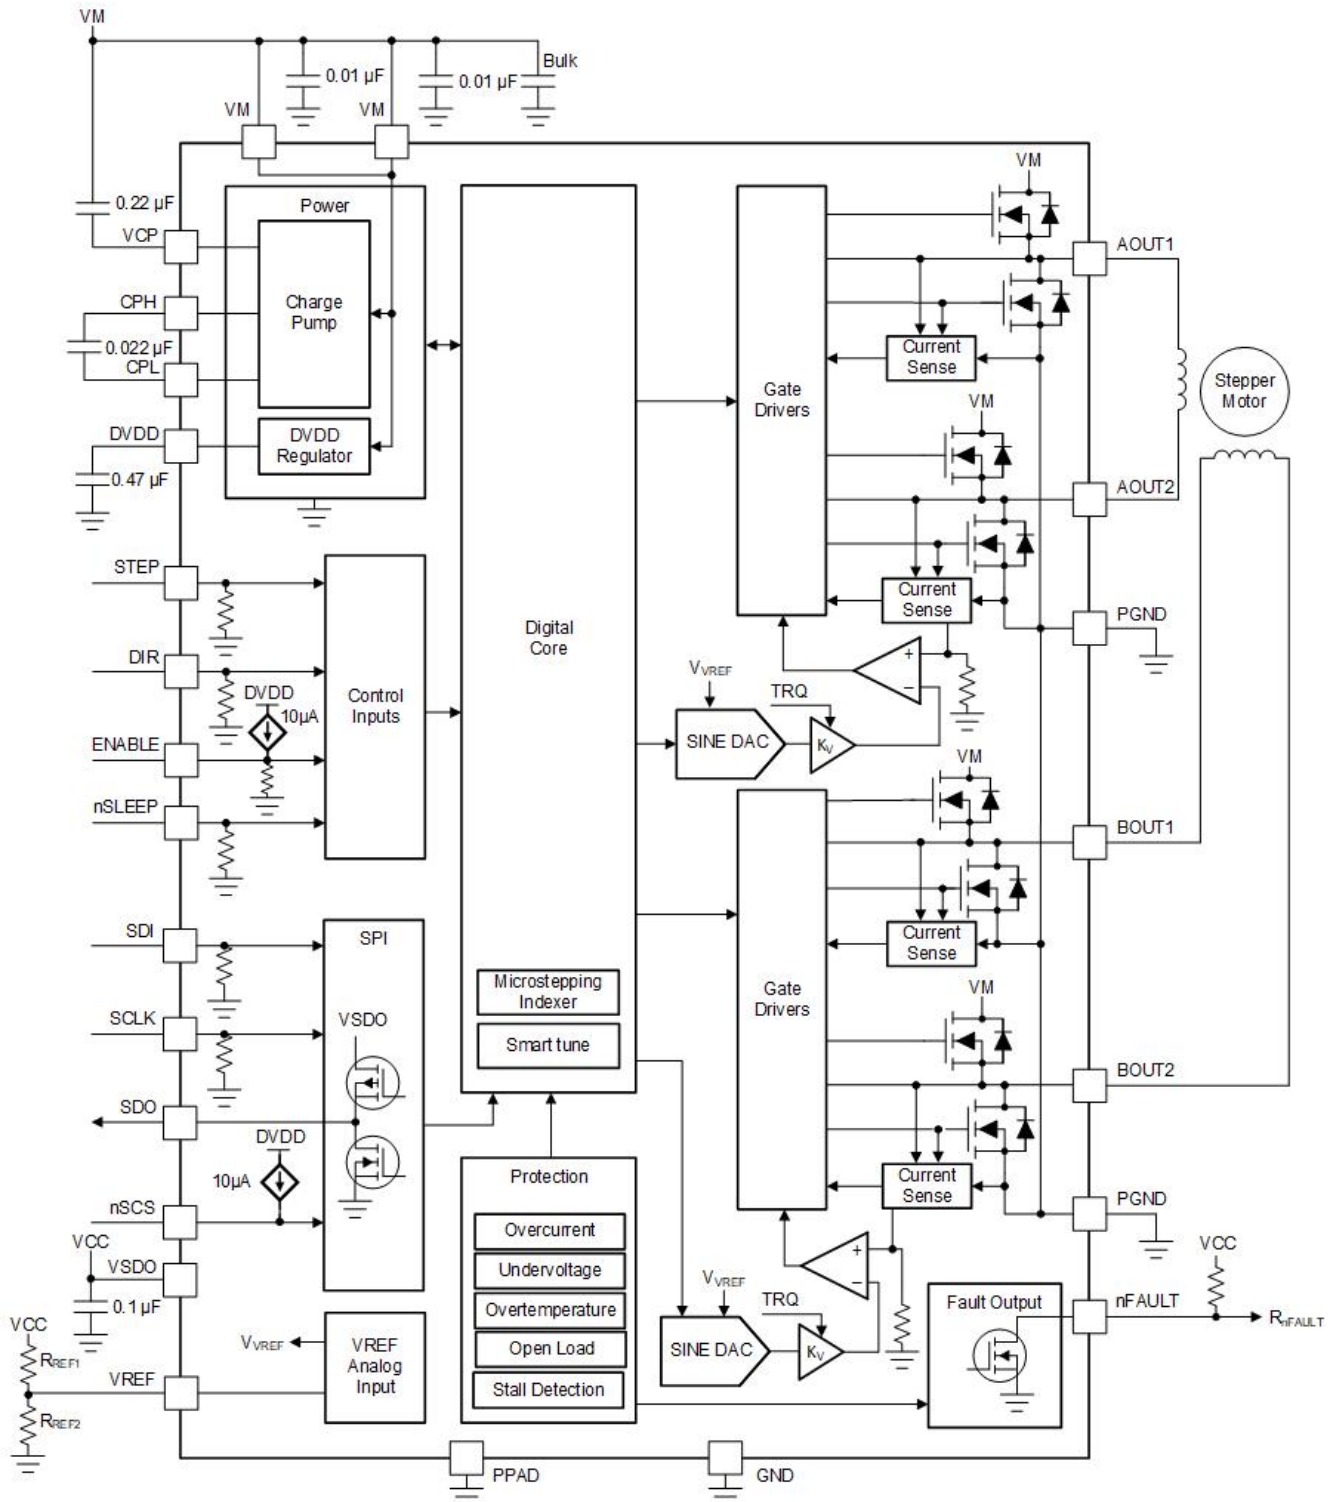 VM
Bulk
0.01 µF
0.01 µF
VM
VM
VM
0.22 µF
Power
VCP
AOUT1
CPH
Charge
Pump
0.022 µF
Current
Sense
CPL
Stepper
Motor
Gate
Drivers
VM
DVDD
DVDD
Regulator
0.47 µF
AOUT2
STEP
Current
Sense
PGND
Digital
Core
DIR
VVREF
DVDD
10µA
Control
Inputs
TRQ
+
−
ENABLE
SINE DAC
KV
VM
nSLEEP
BOUT1
SDI
SPI
Current
Sense
Microstepping
Indexer
Gate
Drivers
VM
SCLK
VSDO
Smart tune
BOUT2
SDO
DVDD
10µA
Protection
Current
Sense
nSCS
PGND
VCC
Overcurrent
VCC
VSDO
Undervoltage
+
−
0.1 µF
Overtemperature
VVREF
TRQ
Fault Output
nFAULT
RnFAULT
VCC
RREF1
VVREF
VREF
Analog
Input
Open Load
SINE DAC
KV
VREF
Stall Detection
RREF2
PPAD
GND